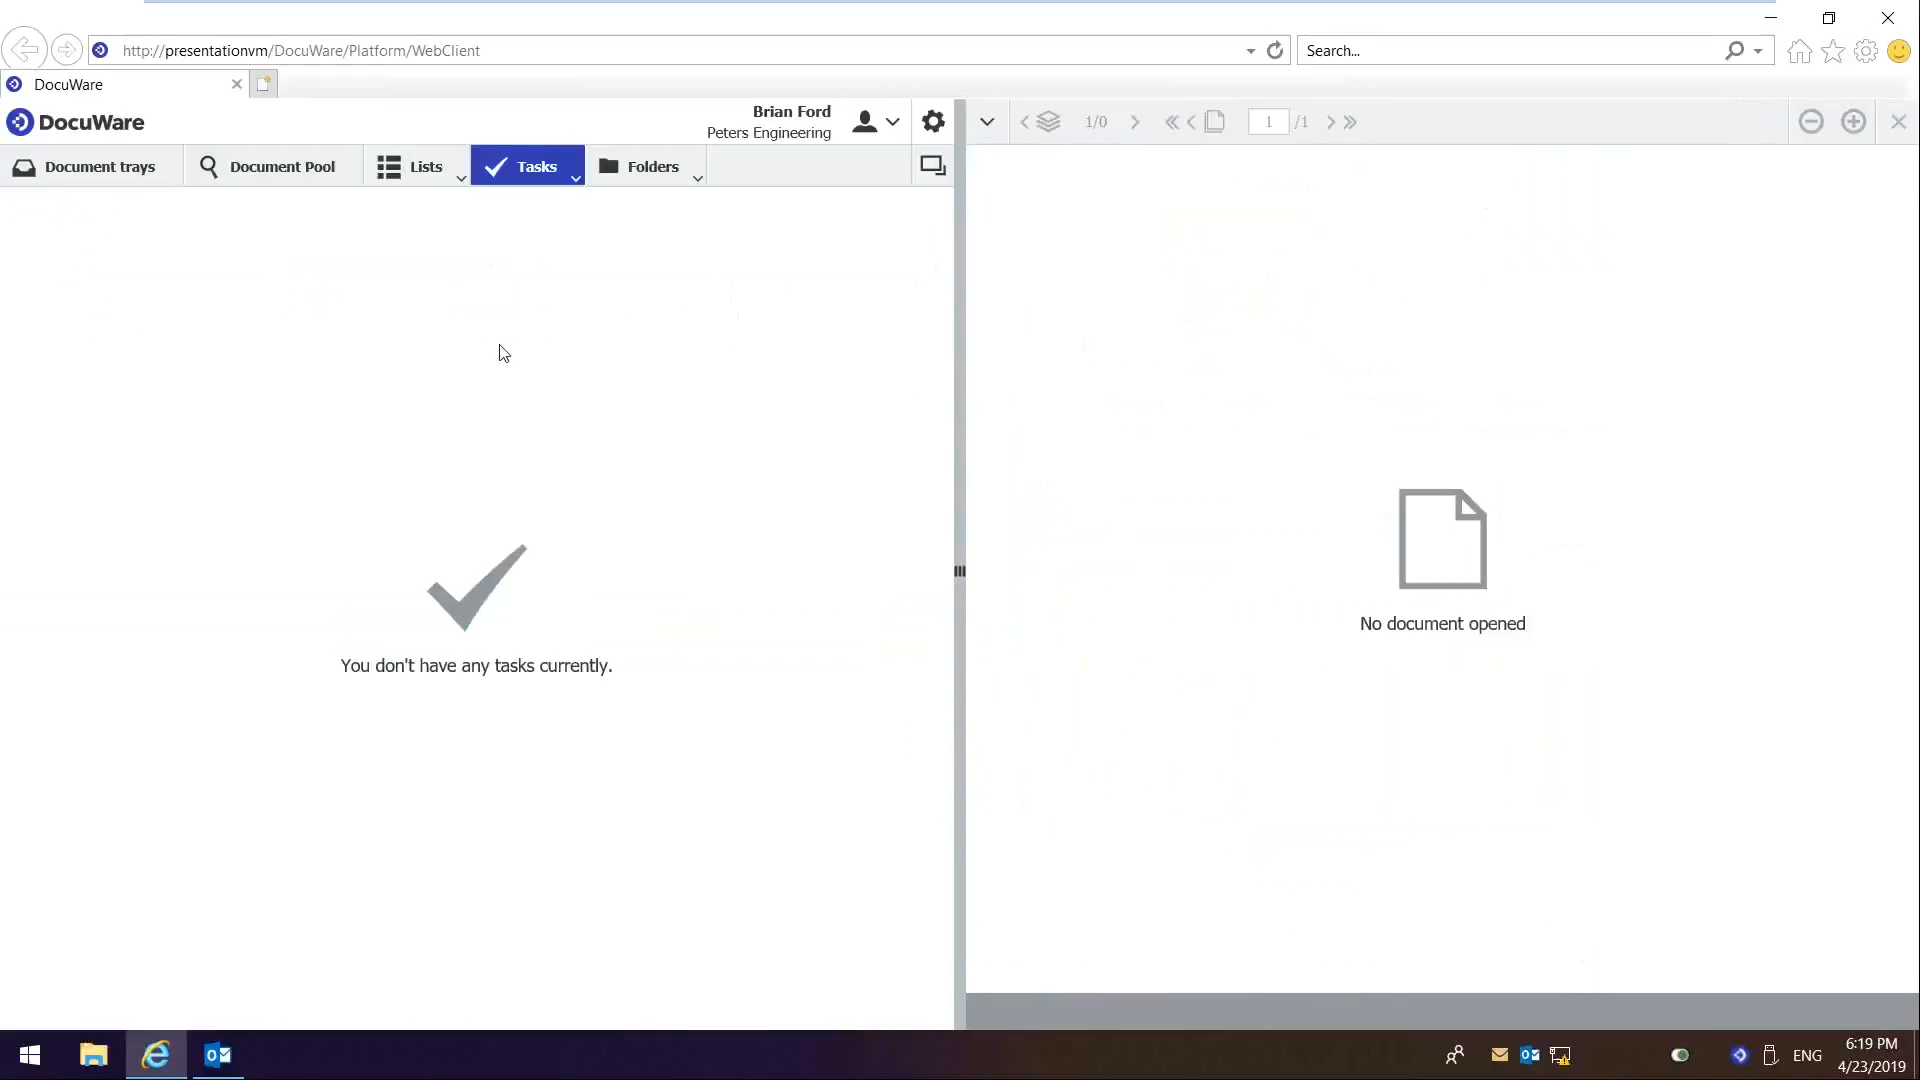 http://presentationvm/DocuWare/Platform/WebClient
Search...
DocuWare
DocuWare
Brian Ford
Peters Engineering
1/0
1
/1
Document trays
Document Pool
Lists
Tasks
Folders
No document opened
You don't have any tasks currently.
ENG
6:19 PM
4/23/2019